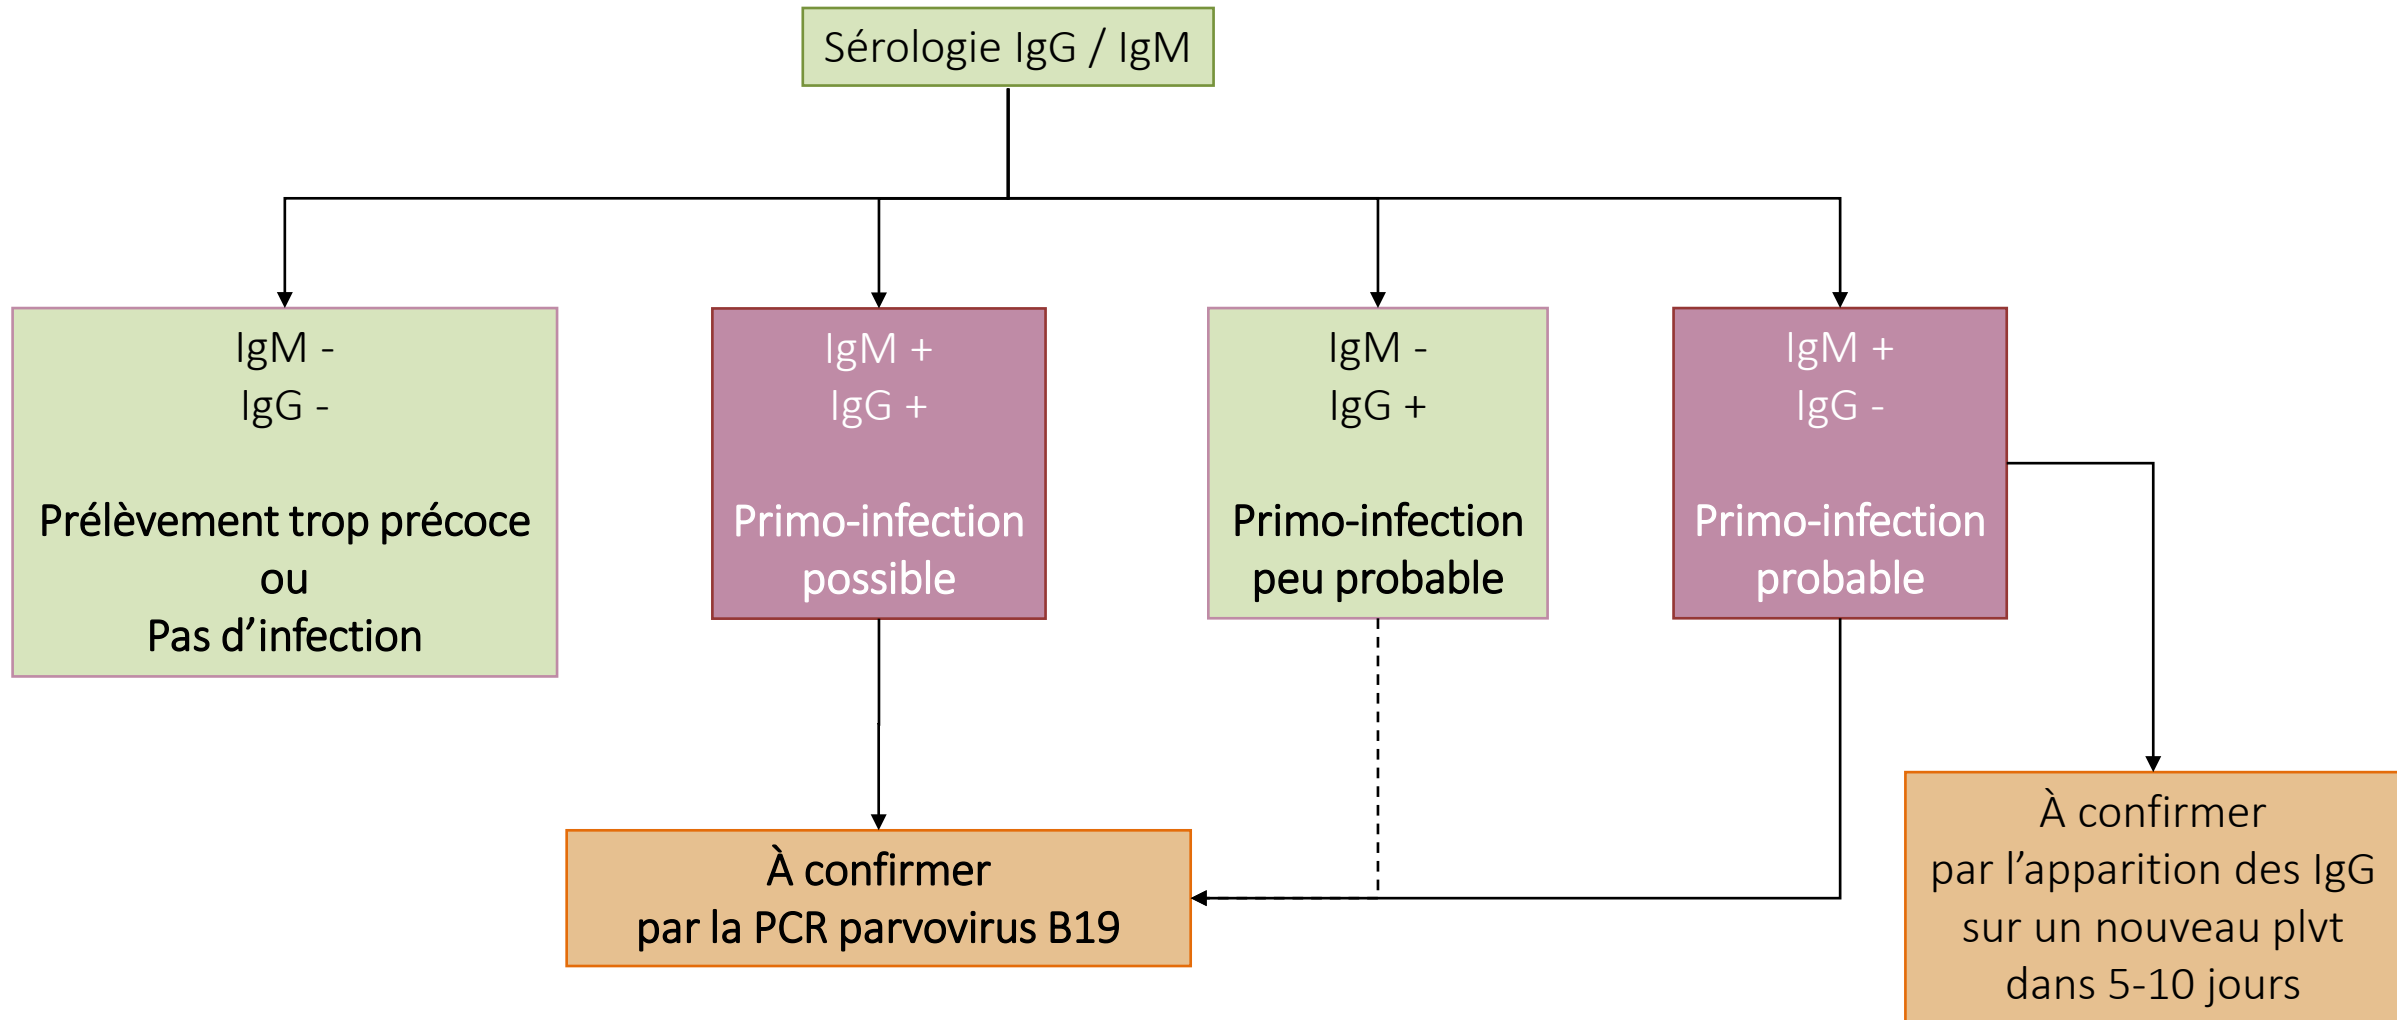 Sérologie IgG / IgM
IgM -
IgG -
Prélèvement trop précoce
ou
Pas d’infection
IgM +
IgG +
Primo-infection
possible
IgM -
IgG +
Primo-infection
peu probable
IgM +
IgG -
Primo-infection
probable
À confirmer
par la PCR parvovirus B19
À confirmer
par l’apparition des IgG
sur un nouveau plvt
dans 5-10 jours